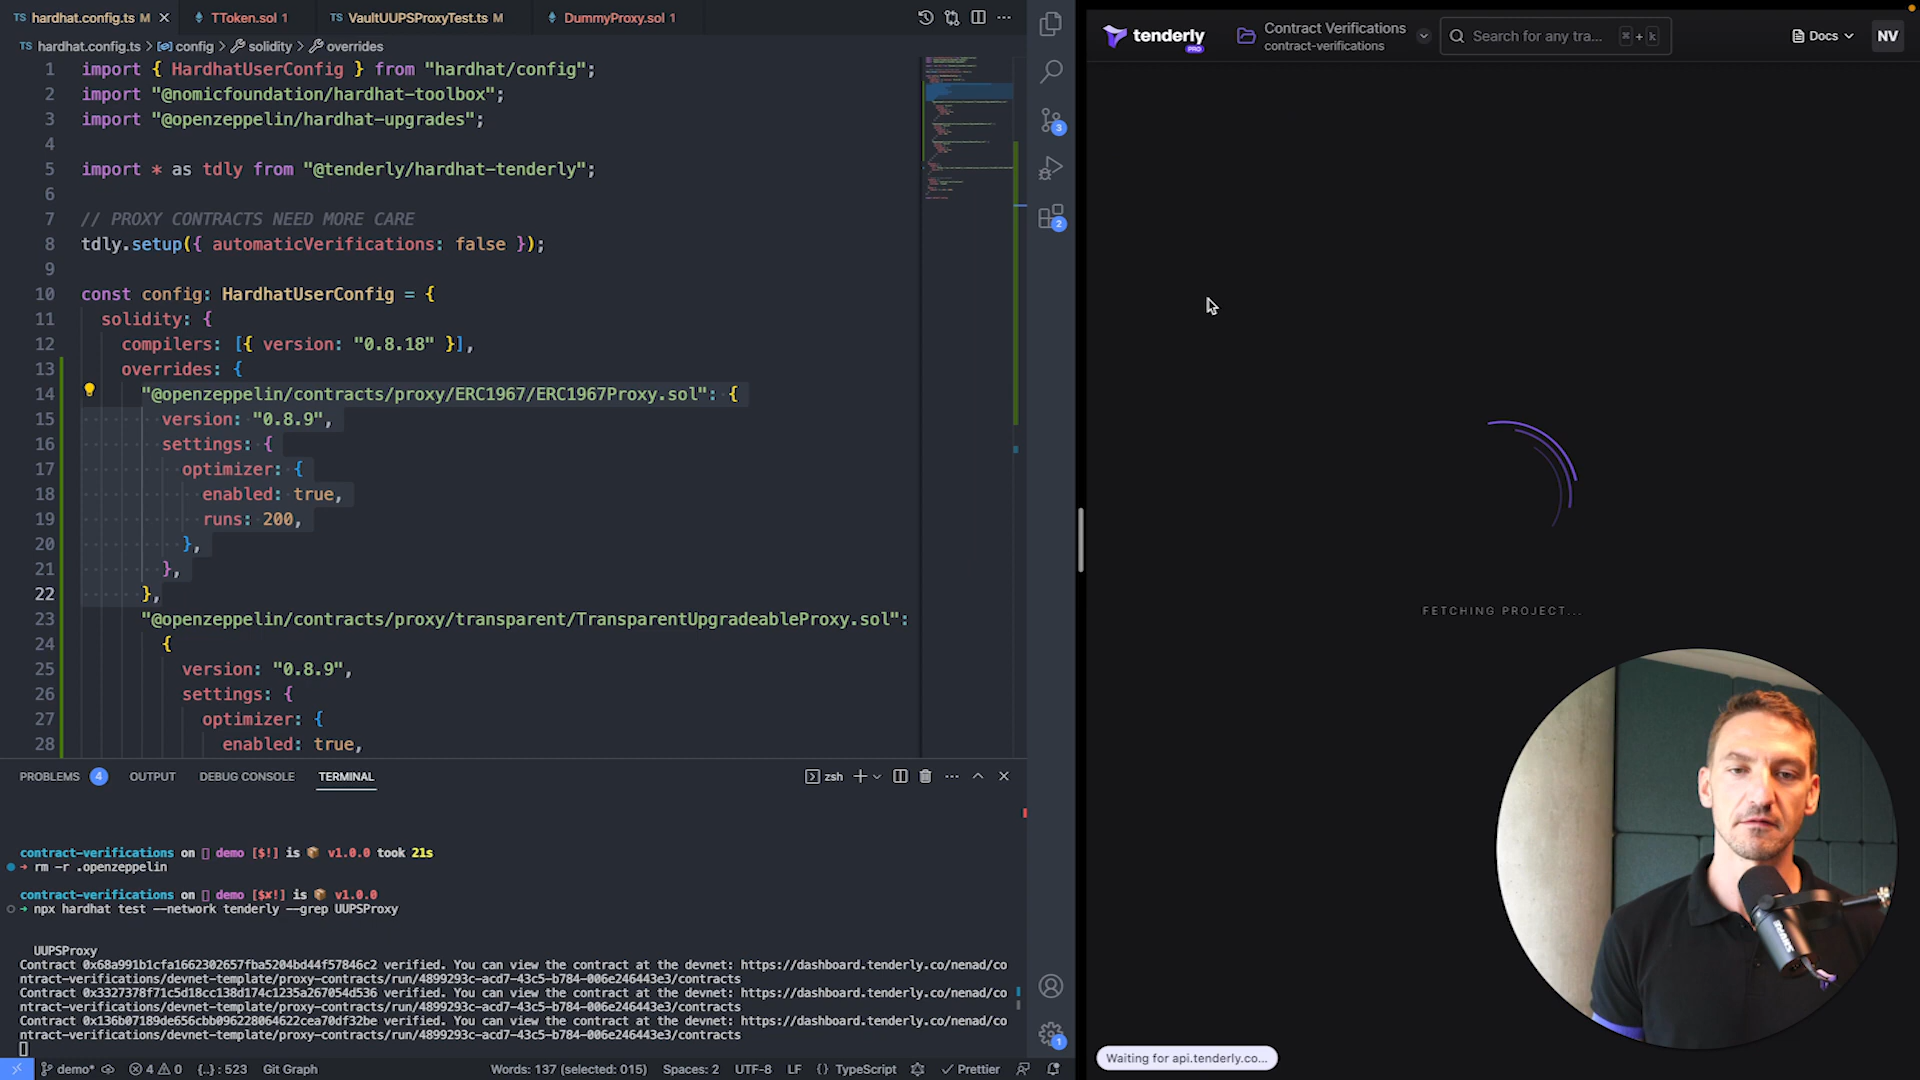 TS hardhat.config.ts M
TToken.sol 1
TS VaultUUPSProxyTest.ts M
DummyProxy.sol 1
TS hardhat.config.ts > config > solidity > overrides
1 import { HardhatUserConfig } from "hardhat/config";
2 import "@nomicfoundation/hardhat-toolbox";
3 import "@openzeppelin/hardhat-upgrades";
4
5 import * as tdly from "@tenderly/hardhat-tenderly";
6
7 // PROXY CONTRACTS NEED MORE CARE
8 tdly.setup({ automaticVerifications: false });
9
10 const config: HardhatUserConfig = {
11 solidity: {
12 compilers: [{ version: "0.8.18" }],
13 overrides: {
14 "@openzeppelin/contracts/proxy/ERC1967/ERC1967Proxy.sol": {
15 version: "0.8.9",
16 settings: {
17 optimizer: {
18 enabled: true,
19 runs: 200,
20 },
21 },
22 },
23 "@openzeppelin/contracts/proxy/transparent/TransparentUpgradeableProxy.sol":
24 {
25 version: "0.8.9",
26 settings: {
27 optimizer: {
28 enabled: true,
PROBLEMS 4 OUTPUT DEBUG CONSOLE TERMINAL
zsh
contract-verifications on demo [$!] is 📦 v1.0.0 took 21s
→ rm -r .openzeppelin
contract-verifications on demo [$✘!] is 📦 v1.0.0
→ npx hardhat test --network tenderly --grep UUPSProxy
UUPSProxy
Contract 0x68a991b1cfa1662302657fba5204bd44f57846c2 verified. You can view the contract at the devnet: https://dashboard.tenderly.co/nenad/co
ntract-verifications/devnet-template/proxy-contracts/run/4899293c-acd7-43c5-b784-006e246443e3/contracts
Contract 0x3327378f71c5d18cc138d174c1235a267054d536 verified. You can view the contract at the devnet: https://dashboard.tenderly.co/nenad/co
ntract-verifications/devnet-template/proxy-contracts/run/4899293c-acd7-43c5-b784-006e246443e3/contracts
Contract 0x136b07189de656cbb096228064622cea70df32be verified. You can view the contract at the devnet: https://dashboard.tenderly.co/nenad/co
ntract-verifications/devnet-template/proxy-contracts/run/4899293c-acd7-43c5-b784-006e246443e3/contracts
demo* 4 0 {..} : 523 Git Graph Words: 137 (selected: 015) Spaces: 2 UTF-8 LF {} TypeScript Prettier
3
2
1
tenderly
PRO
Contract Verifications
contract-verifications
Search for any tra... ⌘ + k
Docs
NV
FETCHING PROJECT...
Waiting for api.tenderly.co...